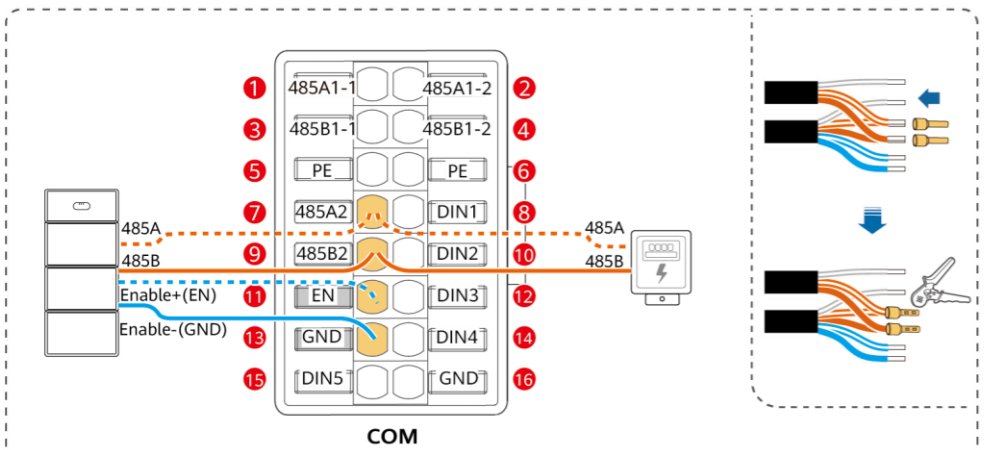 1 485A1-1 485A1-2 2
3 485B1-1 485B1-2 4
5 PE PE 6
7 485A2 DIN1 8
485A 485A
9 485B2 DIN2 10
485B 485B
Enable+(EN) 11 EN DIN3 12
Enable-(GND) 13 GND DIN4 14
15 DIN5 GND 16
COM